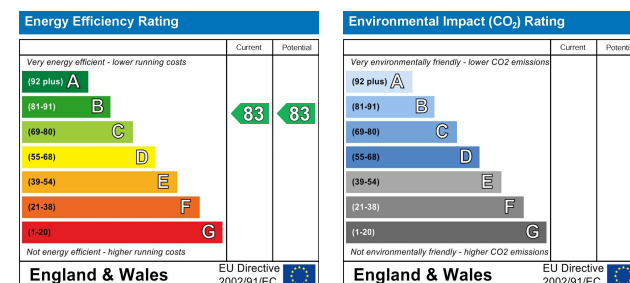 Energy Efficiency Rating
Current Potential
Very energy efficient - lower running costs
(92 plus) A
(81-91) B
83 83
(69-80) C
(55-68) D
(39-54) E
(21-38) F
(1-20) G
Not energy efficient - higher running costs
England & Wales
EU Directive
2002/91/EC
Environmental Impact (CO2) Rating
Current Potenti
Very environmentally friendly - lower CO2 emissions
(92 plus) A
(81-91) B
(69-80) C
(55-68) D
(39-54) E
(21-38) F
(1-20) G
Not environmentally friendly - higher CO2 emissions
England & Wales
EU Directive
2002/91/EC